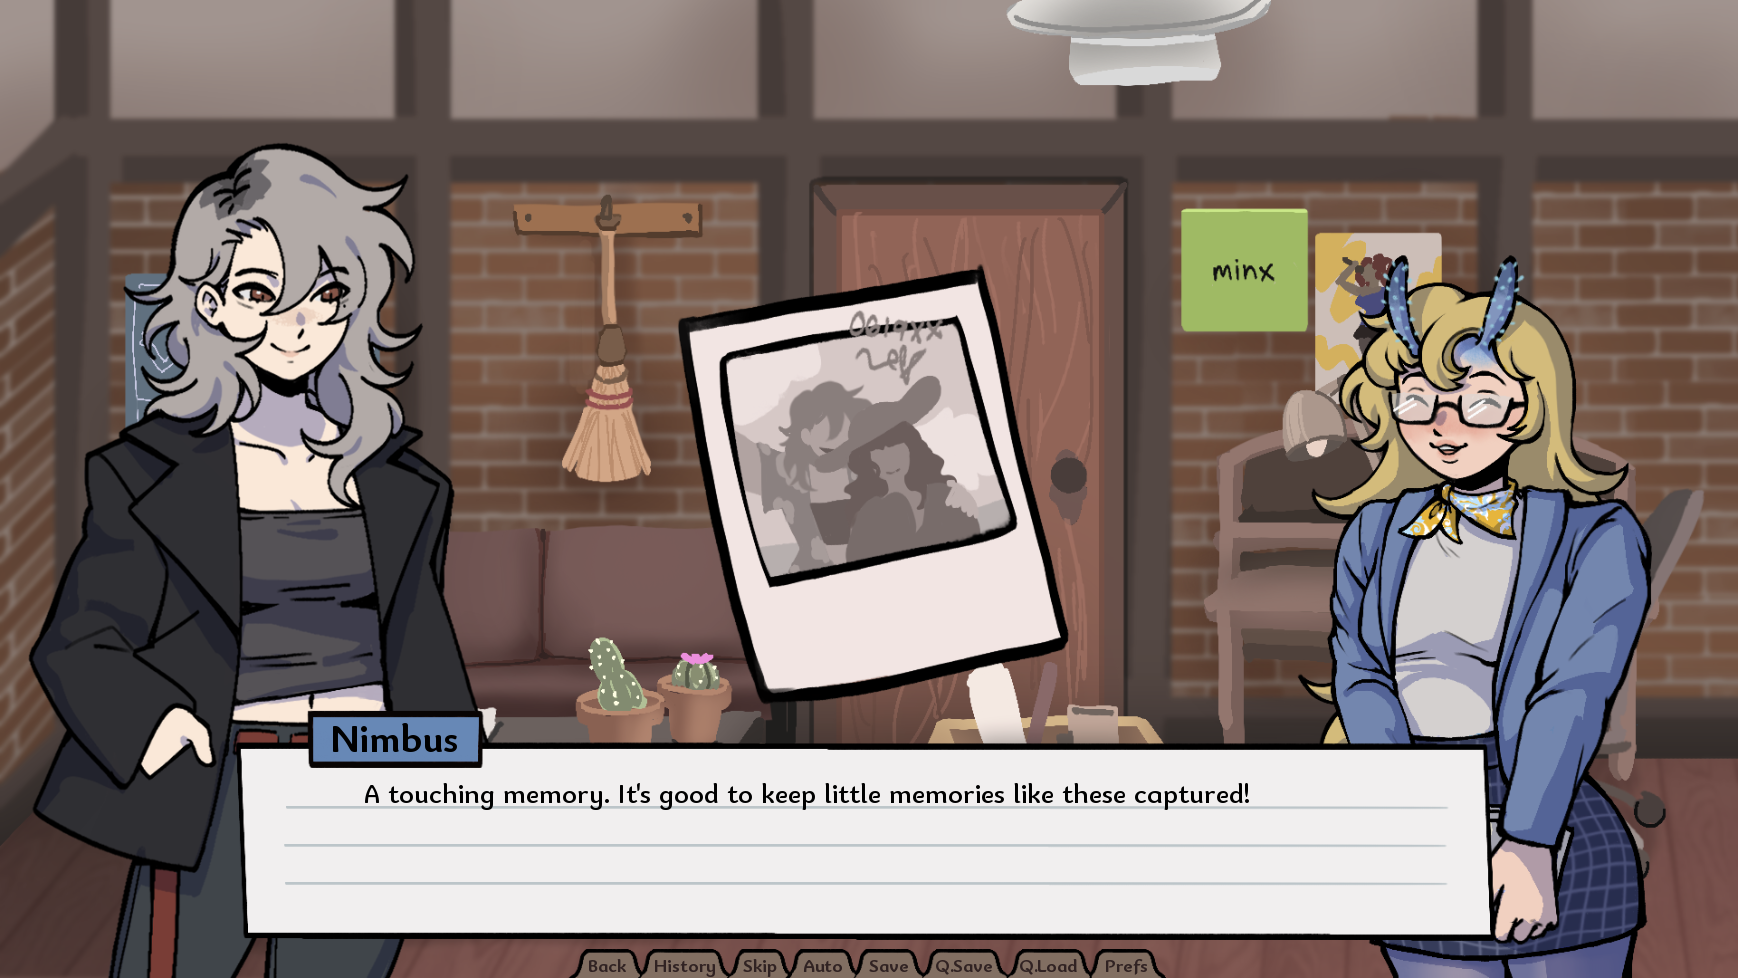 minx
Nimbus
A touching memory. It's good to keep little memories like these captured!
Back History Skip Auto Save Q.Save Q.Load Prefs